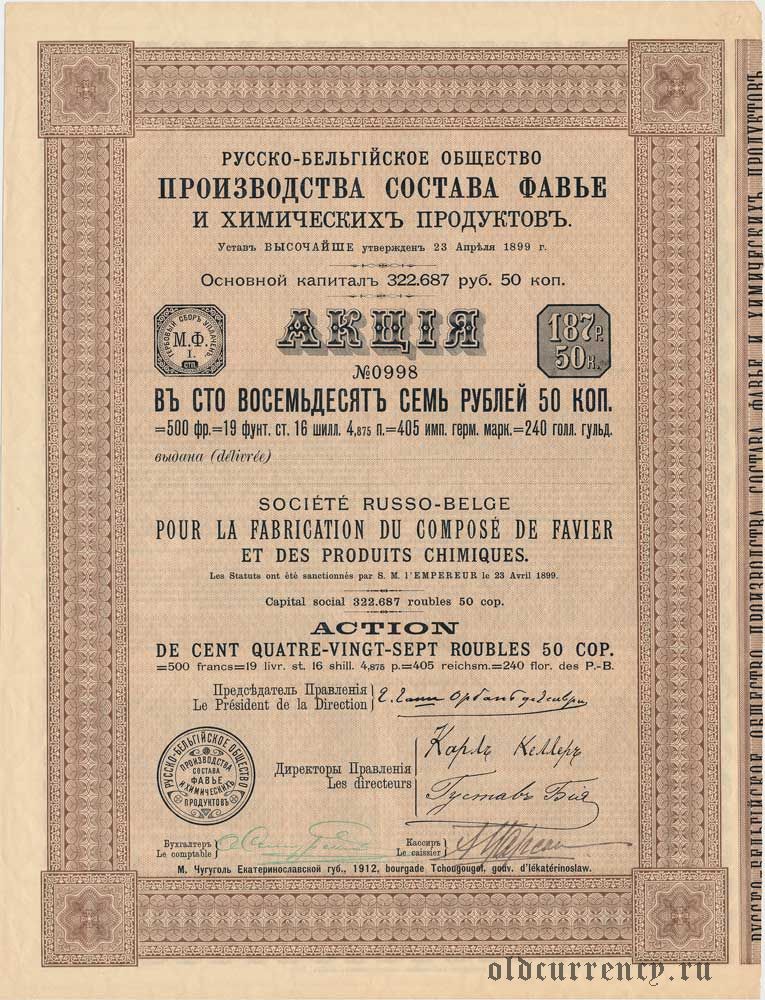 РУССКО-БЕЛЬГІЙСКОЕ ОБЩЕСТВО
ПРОИЗВОДСТВА СОСТАВА ФАВЬЕ
И ХИМИЧЕСКИХЪ ПРОДУКТОВЪ.
Уставъ ВЫСОЧАЙШЕ утвержденъ 23 Апрѣля 1899 г.
Основной капиталъ 322.687 руб. 50 коп.
ГЕРБОВЫЙ СБОРЪ УПЛАЧЕНЪ
М.Ф.
I.
СПБ.
АКЦІЯ
187 Р.
50 К.
№0998
ВЪ СТО ВОСЕМЬДЕСЯТЪ СЕМЬ РУБЛЕЙ 50 КОП.
=500 фр.=19 фунт. ст. 16 шилл. 4,875 п.=405 имп. герм. марк.=240 голл. гульд.
выдана (délivrée)
SOCIÉTÉ RUSSO-BELGE
POUR LA FABRICATION DU COMPOSÉ DE FAVIER
ET DES PRODUITS CHIMIQUES.
Les Statuts ont été sanctionnés par S. M. l'EMPEREUR le 23 Avril 1899.
Capital social 322.687 roubles 50 cop.
ACTION
DE CENT QUATRE-VINGT-SEPT ROUBLES 50 COP.
=500 francs=19 livr. st. 16 shill. 4,875 p.=405 reichsm.=240 flor. des P.-B.
Предсѣдатель Правленія
Le Président de la Direction
РУССКО-БЕЛЬГІЙСКОЕ ОБЩЕСТВО
ПРОИЗВОДСТВА
СОСТАВА
ФАВЬЕ
И ХИМИЧЕСКИХЪ
ПРОДУКТОВЪ
Директоры Правленія
Les directeurs
Карлъ Келлеръ
Густавъ Бія
Бухгалтеръ
Le comptable
Кассиръ
Le caissier
М. Чугуголь Екатеринославской губ., 1912, bourgade Tchougougol, gouv. d'Iékatérinoslaw.
РУССКО-БЕЛЬГІЙСКОЕ ОБЩЕСТВО ПРОИЗВОДСТВА СОСТАВА ФАВЬЕ И ХИМИЧЕСКИХЪ ПРОДУКТОВЪ
oldcurrency.ru